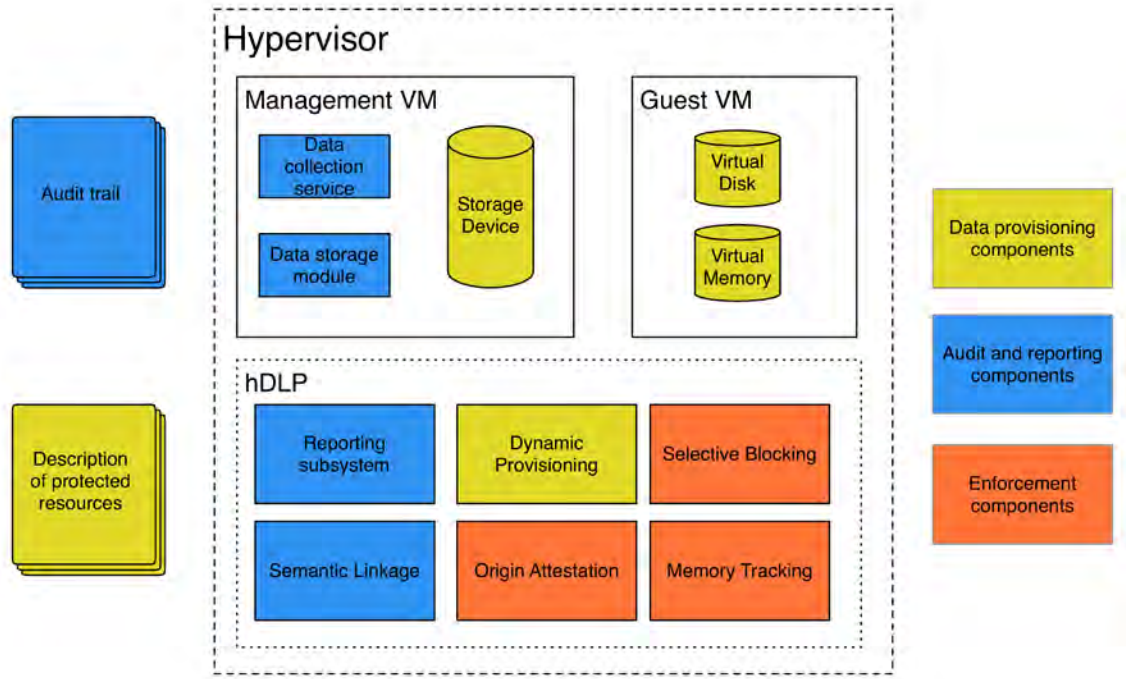 Hypervisor
Management VM
Data
collection
service
Data storage
module
Storage
Device
Guest VM
Virtual
Disk
Virtual
Memory
Audit trail
Description
of protected
resources
hDLP
Reporting
subsystem
Dynamic
Provisioning
Selective Blocking
Semantic Linkage
Origin Attestation
Memory Tracking
Data provisioning
components
Audit and reporting
components
Enforcement
components